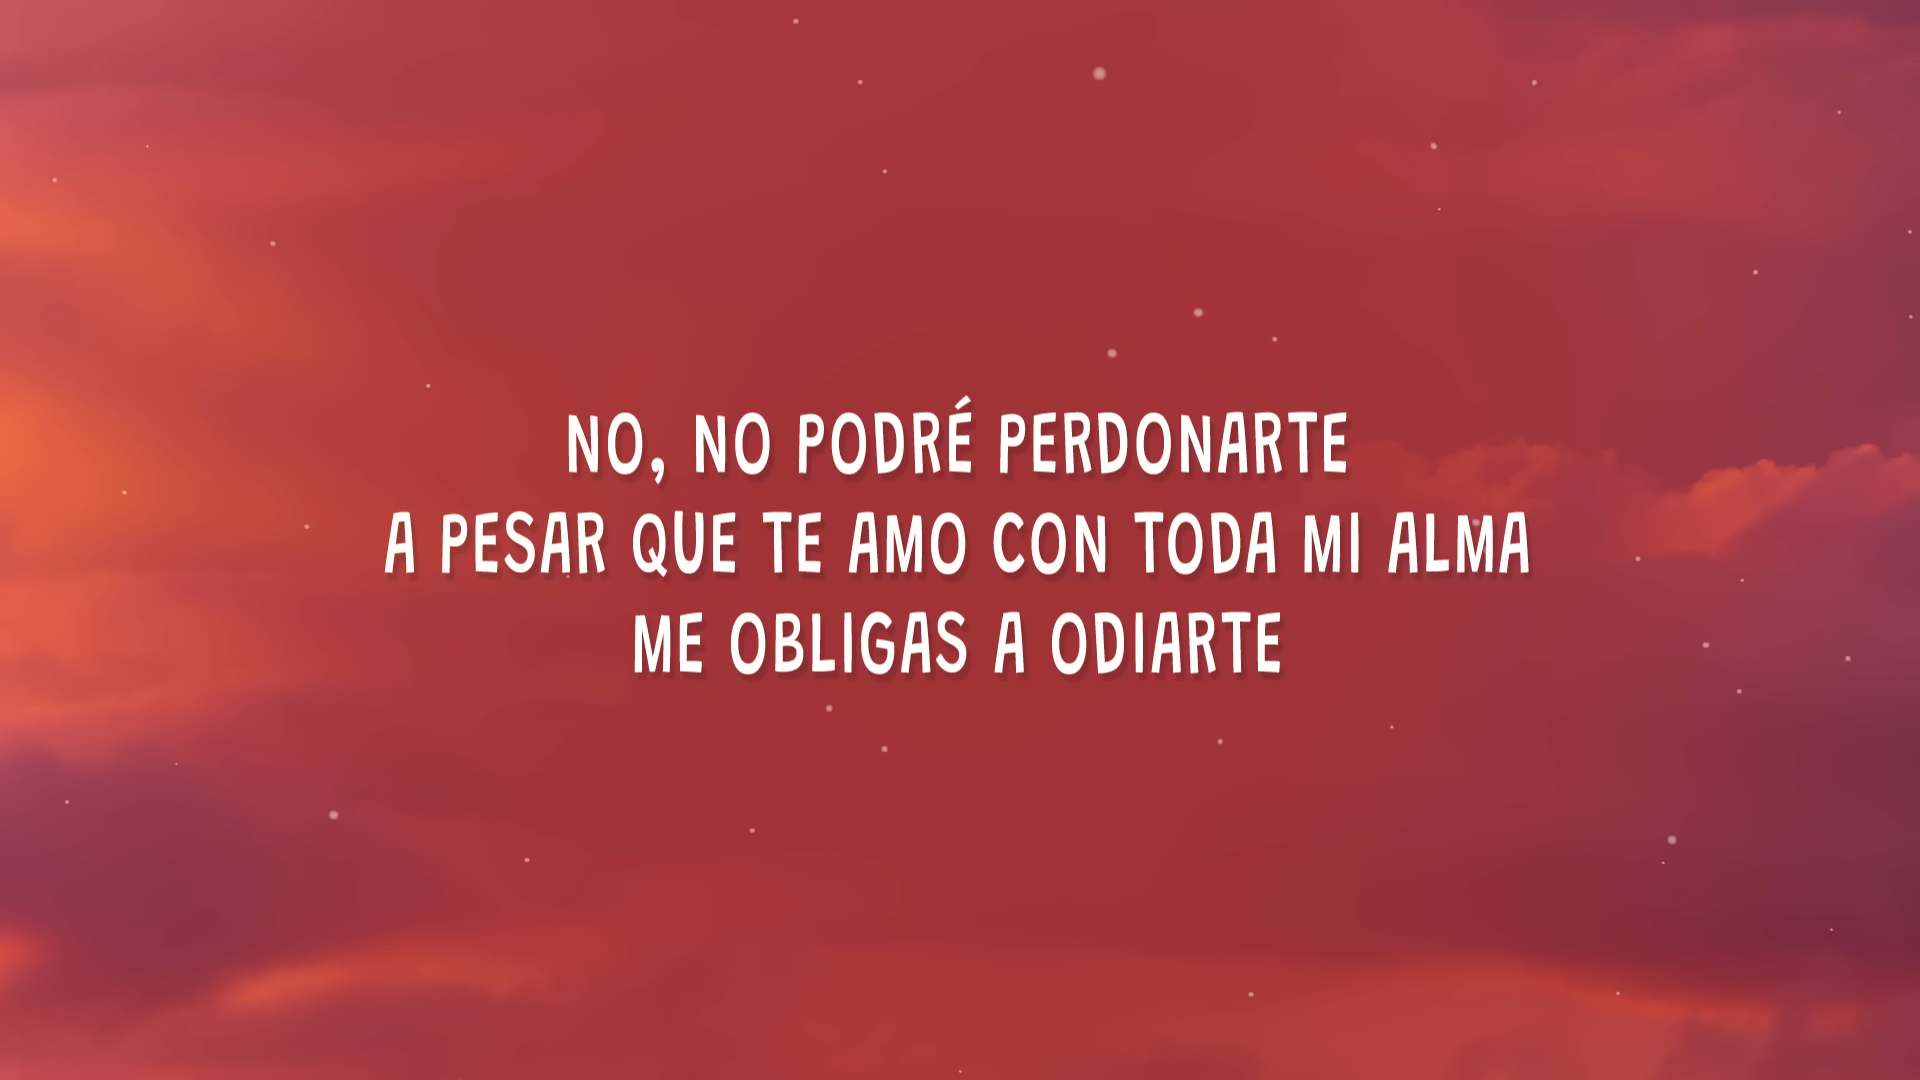 NO, NO PODRÉ PERDONARTE
A PESAR QUE TE AMO CON TODA MI ALMA
ME OBLIGAS A ODIARTE